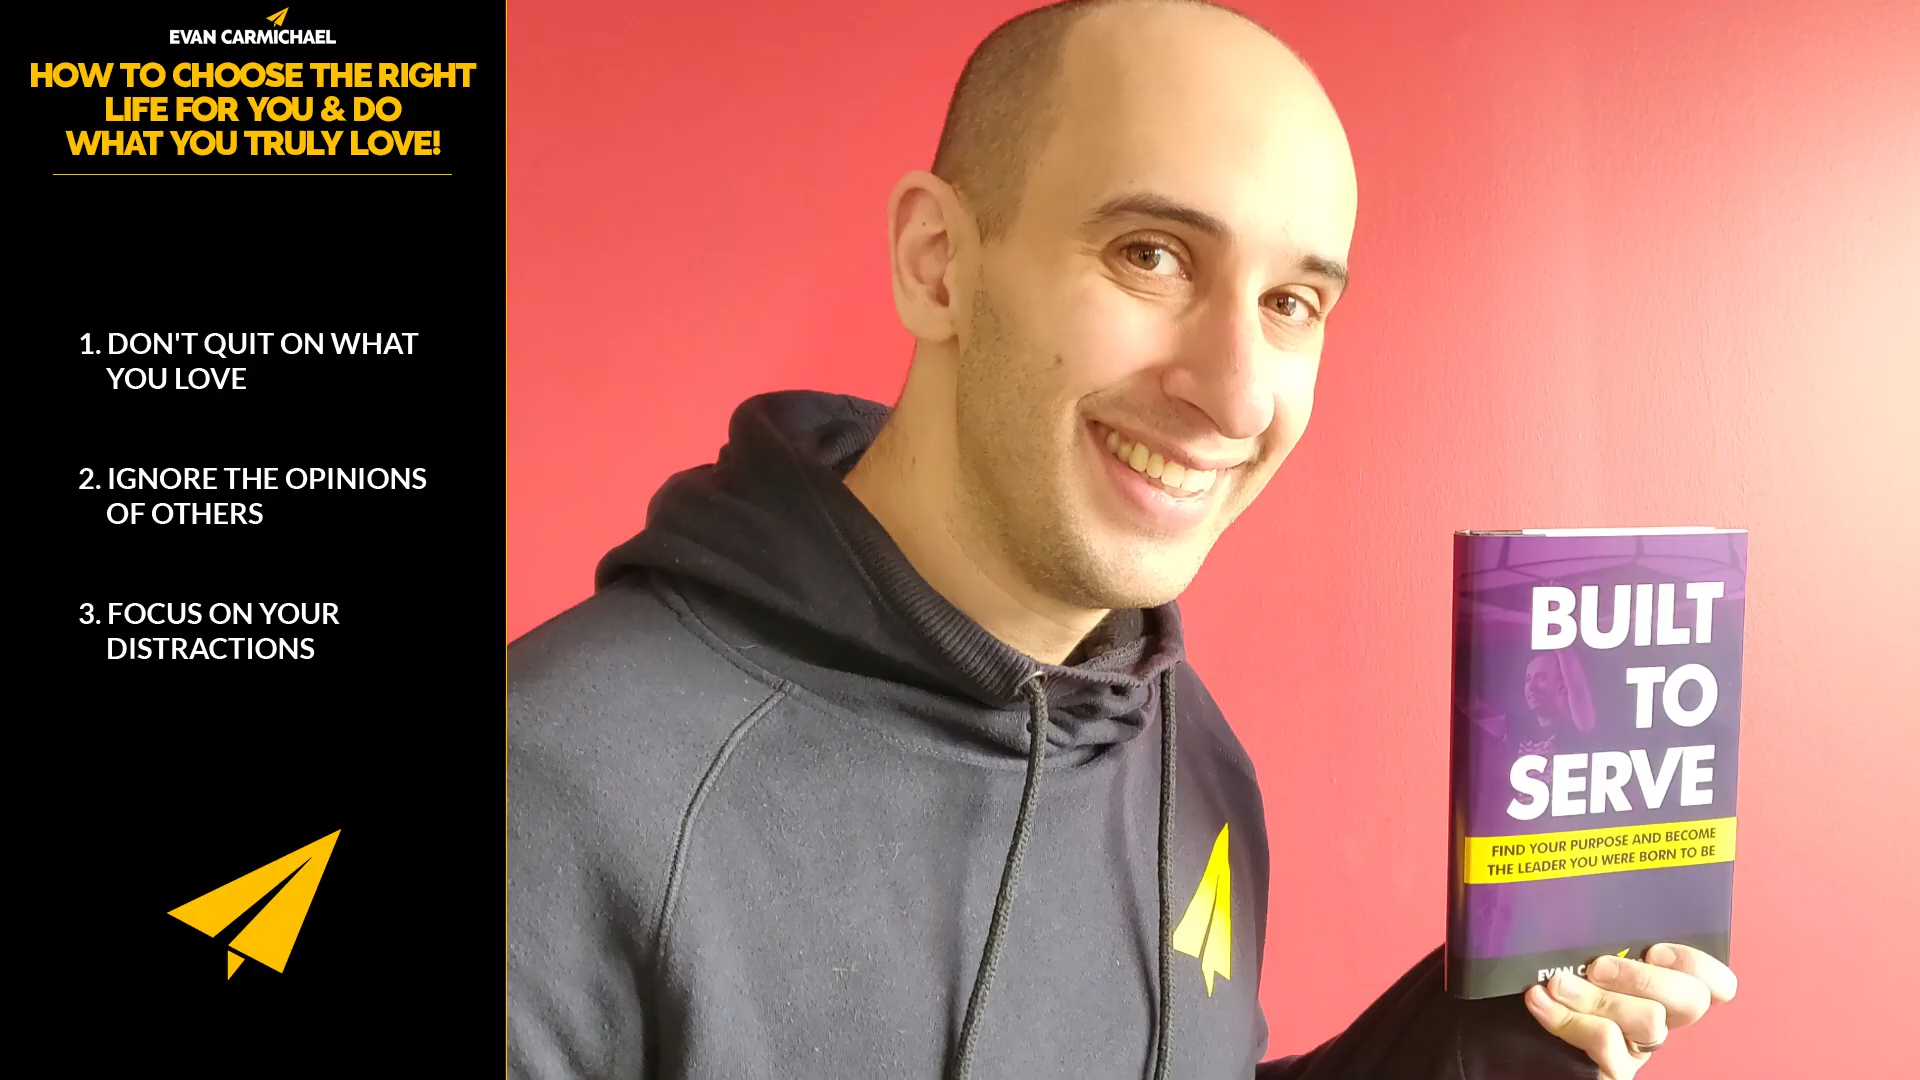 EVAN CARMICHAEL
HOW TO CHOOSE THE RIGHT
LIFE FOR YOU & DO
WHAT YOU TRULY LOVE!
1. DON'T QUIT ON WHAT
YOU LOVE
2. IGNORE THE OPINIONS
OF OTHERS
3. FOCUS ON YOUR
DISTRACTIONS
BUILT
TO
SERVE
FIND YOUR PURPOSE AND BECOME
THE LEADER YOU WERE BORN TO BE
EVAN